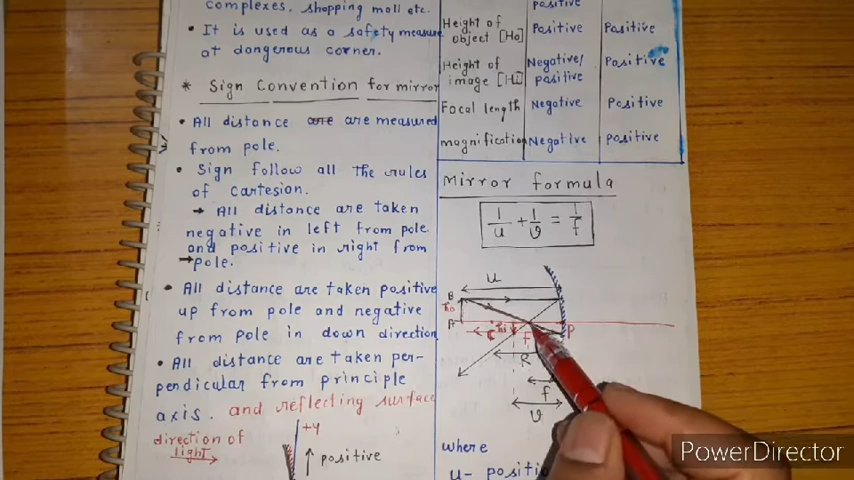 complexes, shopping moll etc.
• It is used as a safety measure
at dangerous corner.
* Sign Convention for mirror
• All distance are are measured
from pole.
• Sign follow all the rules
of cartesion.
→ All distance are taken
negative in left from pole
and positive in right from
→ pole.
• All distance are taken positive
up from pole and negative
from pole in down direction
• All distance are taken per-
pendicular from principle
axis. and reflecting surface
direction of
light
+y
positive
positive
Height of
object [Ho] Positive Positive
Height of
image [Hi] Negative/
positive Positive
Focal length Negative Positive
magnification Negative Positive
Mirror formula
1/u + 1/v = 1/f
u
B
ho
A
hi
F
P
R
f
v
where
u- positi
PowerDirector